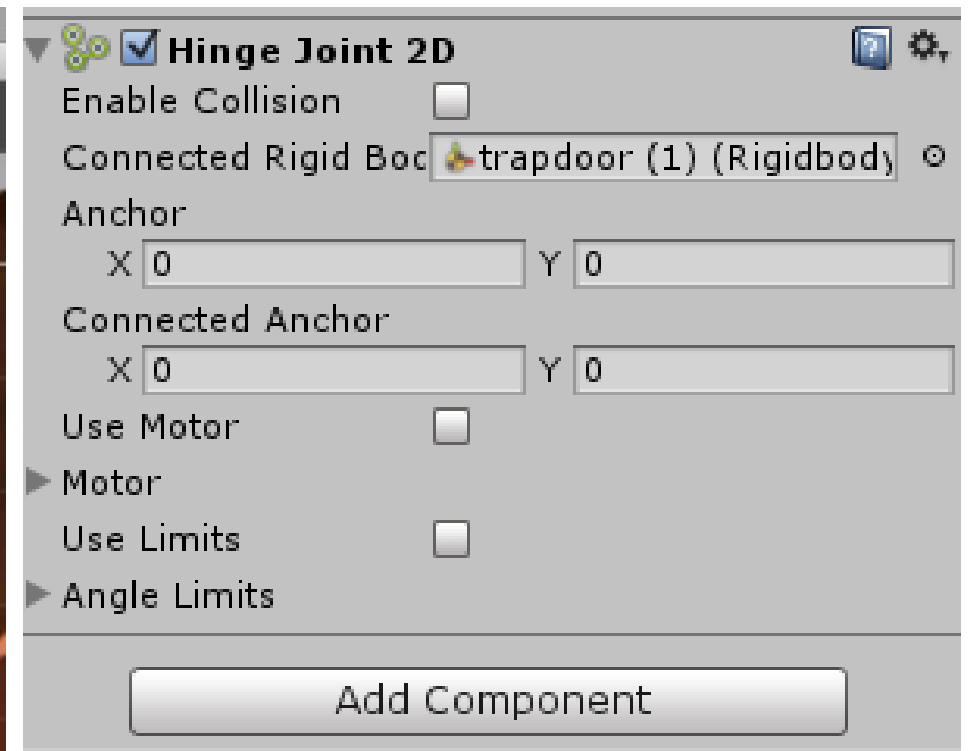 Hinge Joint 2D
Enable Collision
Connected Rigid Boc trapdoor (1) (Rigidbody
Anchor
X 0 Y 0
Connected Anchor
X 0 Y 0
Use Motor
Motor
Use Limits
Angle Limits
Add Component